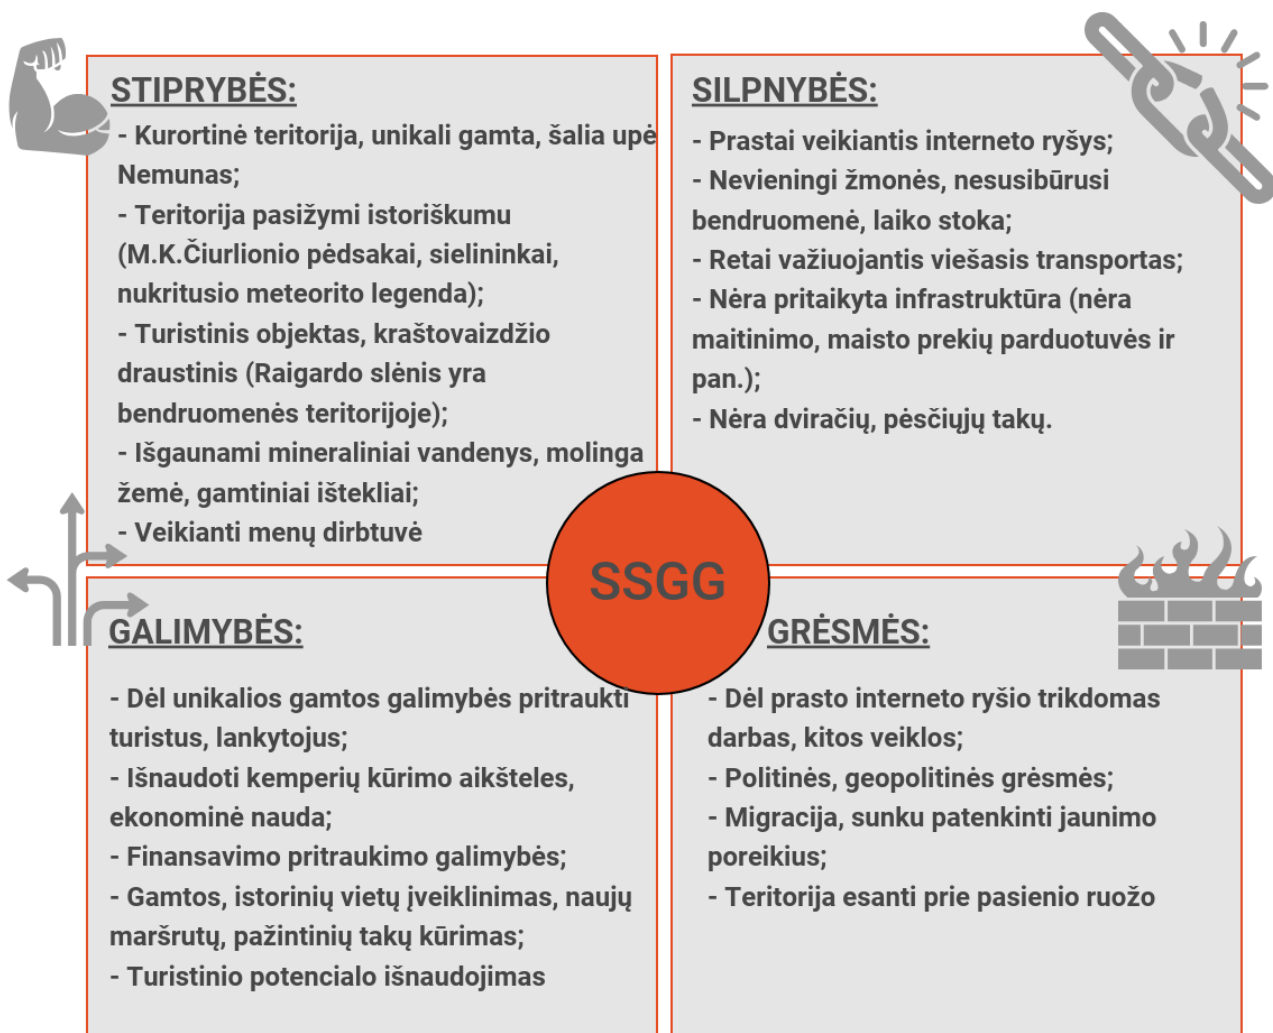 STIPRYBĖS:
- Kurortinė teritorija, unikali gamta, šalia upė
Nemunas;
- Teritorija pasižymi istoriškumu
(M.K.Čiurlionio pėdsakai, sielininkai,
nukritusio meteorito legenda);
- Turistinis objektas, kraštovaizdžio
draustinis (Raigardo slėnis yra
bendruomenės teritorijoje);
- Išgaunami mineraliniai vandenys, molinga
žemė, gamtiniai ištekliai;
- Veikianti menų dirbtuvė
SILPNYBĖS:
- Prastai veikiantis interneto ryšys;
- Nevieningi žmonės, nesusibūrusi
bendruomenė, laiko stoka;
- Retai važiuojantis viešasis transportas;
- Nėra pritaikyta infrastruktūra (nėra
maitinimo, maisto prekių parduotuvės ir
pan.);
- Nėra dviračių, pėsčiųjų takų.
SSGG
GALIMYBĖS:
- Dėl unikalios gamtos galimybės pritraukti
turistus, lankytojus;
- Išnaudoti kemperių kūrimo aikšteles,
ekonominė nauda;
- Finansavimo pritraukimo galimybės;
- Gamtos, istorinių vietų įveiklinimas, naujų
maršrutų, pažintinių takų kūrimas;
- Turistinio potencialo išnaudojimas
GRĖSMĖS:
- Dėl prasto interneto ryšio trikdomas
darbas, kitos veiklos;
- Politinės, geopolitinės grėsmės;
- Migracija, sunku patenkinti jaunimo
poreikius;
- Teritorija esanti prie pasienio ruožo